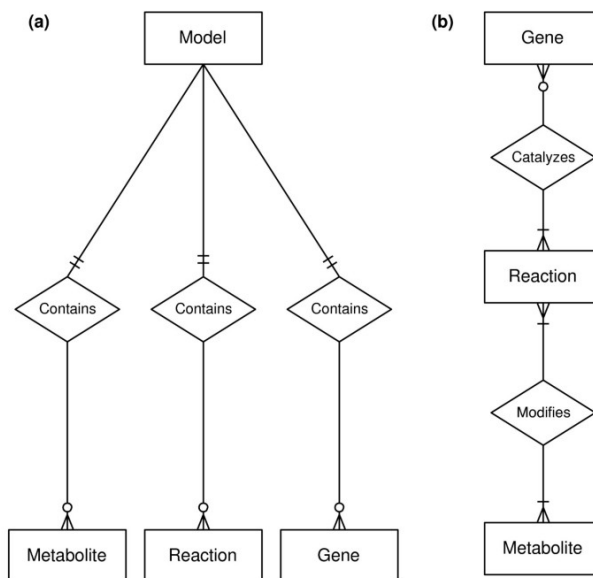 (a)
Model
Contains
Contains
Contains
Metabolite
Reaction
Gene
(b)
Gene
Catalyzes
Reaction
Modifies
Metabolite